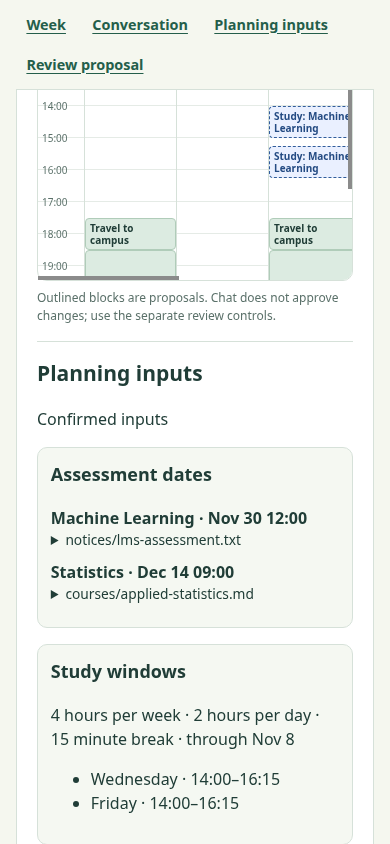 Week Conversation Planning inputs
Review proposal
14:00
Study: Machine
Learning
15:00
Study: Machine
Learning
16:00
17:00
Travel to
campus
Travel to
campus
18:00
19:00
Outlined blocks are proposals. Chat does not approve
changes; use the separate review controls.
Planning inputs
Confirmed inputs
Assessment dates
Machine Learning · Nov 30 12:00
▶ notices/lms-assessment.txt
Statistics · Dec 14 09:00
▶ courses/applied-statistics.md
Study windows
4 hours per week · 2 hours per day ·
15 minute break · through Nov 8
• Wednesday · 14:00–16:15
• Friday · 14:00–16:15